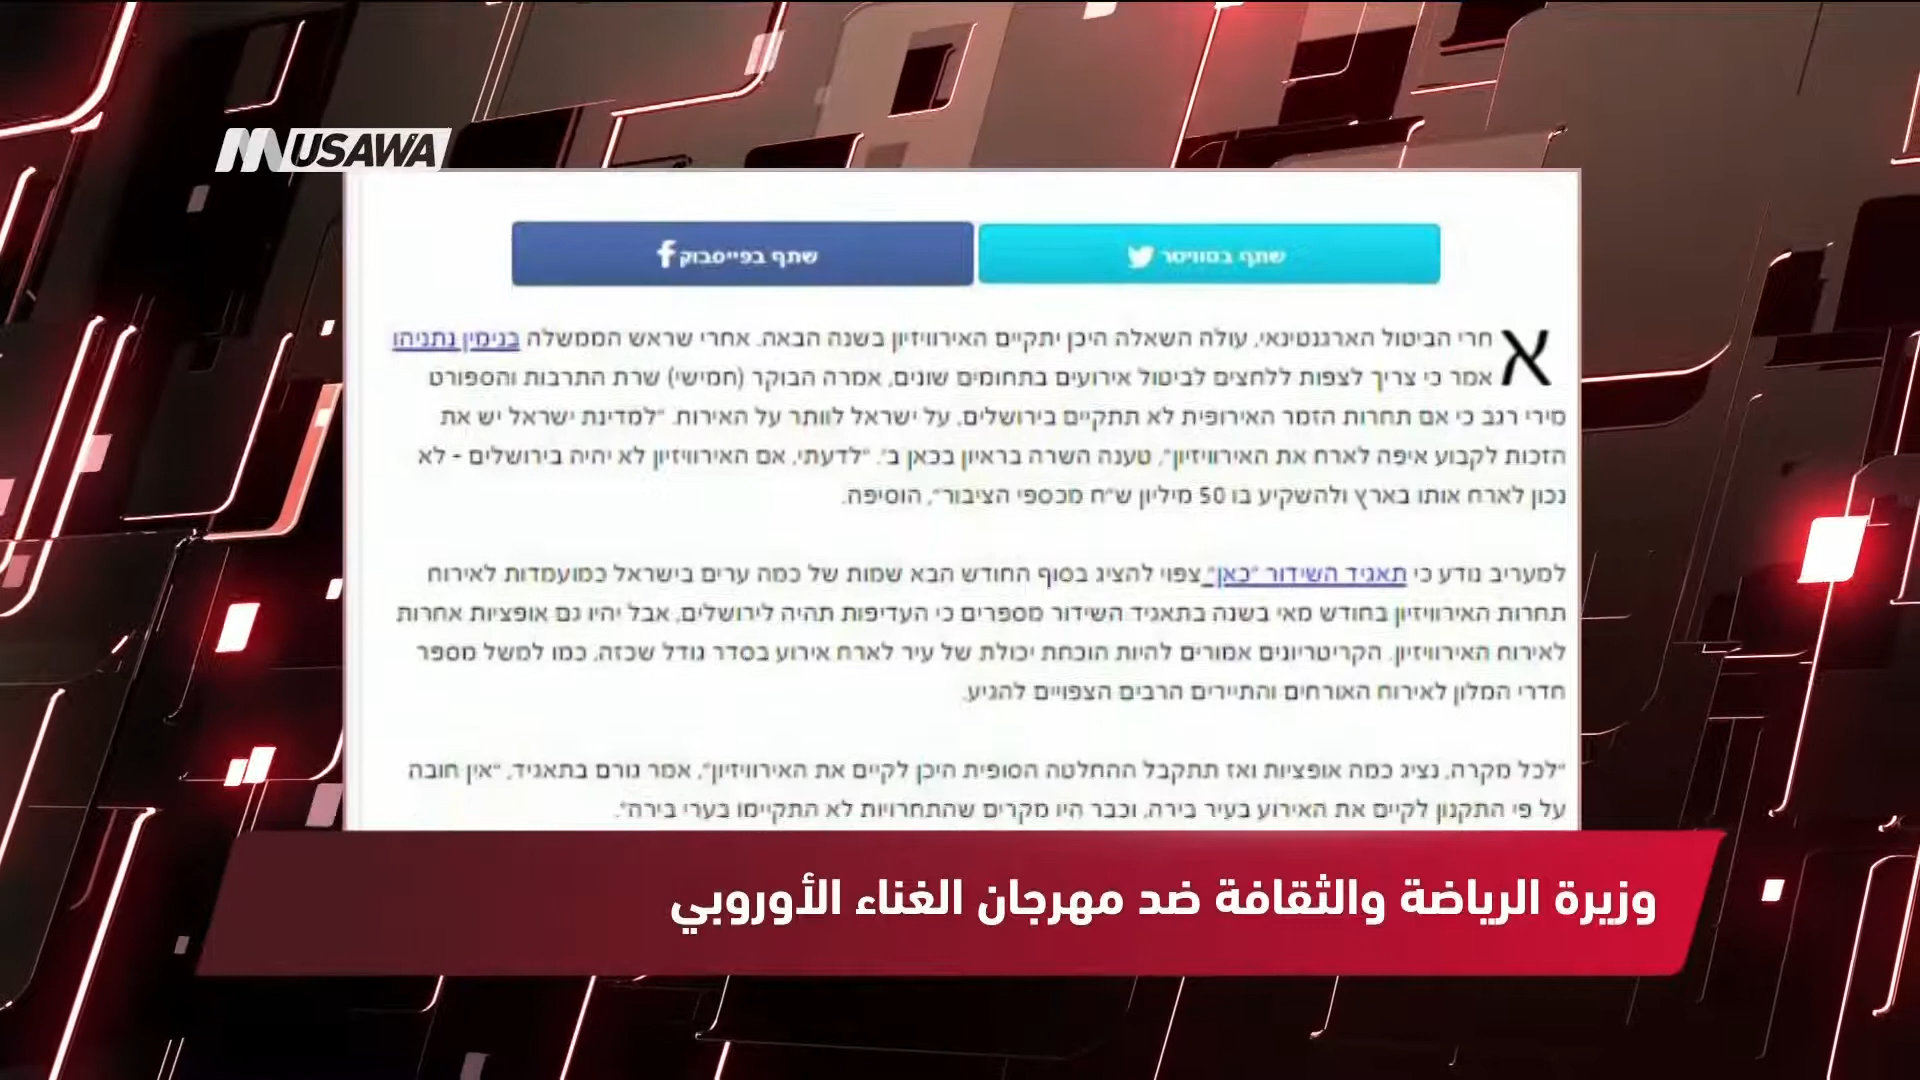 MUSAWA
שתף בפייסבוק
שתף בטוויטר
אחרי הביטול הארגנטינאי, עולה השאלה היכן יתקיים האירוויזיון בשנה הבאה. אחרי שראש הממשלה בנימין נתניהו
אמר כי צריך לצפות ללחצים לביטול אירועים בתחומים שונים, אמרה הבוקר (חמישי) שרת התרבות והספורט
מירי רגב כי אם תחרות הזמר האירופית לא תתקיים בירושלים, על ישראל לוותר על האירוח. "למדינת ישראל יש את
הזכות לקבוע איפה לארח את האירוויזיון", טענה השרה בראיון בכאן ב'. "לדעתי, אם האירוויזיון לא יהיה בירושלים - לא
נכון לארח אותו בארץ ולהשקיע בו 50 מיליון ש"ח מכספי הציבור", הוסיפה.
למעריב נודע כי תאגיד השידור "כאן" צפוי להציג בסוף החודש הבא שמות של כמה ערים בישראל כמועמדות לאירוח
תחרות האירוויזיון בחודש מאי בשנה בתאגיד השידור מספרים כי העדיפות תהיה לירושלים, אבל יהיו גם אופציות אחרות
לאירוח האירוויזיון. הקריטריונים אמורים להיות הוכחת יכולת של עיר לארח אירוע בסדר גודל שכזה, כמו למשל מספר
חדרי המלון לאירוח האורחים והתיירים הרבים הצפויים להגיע.
"לכל מקרה, נציג כמה אופציות ואז תתקבל ההחלטה הסופית היכן לקיים את האירוויזיון", אמר גורם בתאגיד, "אין חובה
על פי התקנון לקיים את האירוע בעיר בירה, וכבר היו מקרים שהתחרויות לא התקיימו בערי בירה".
وزيرة الرياضة والثقافة ضد مهرجان الغناء الأوروبي